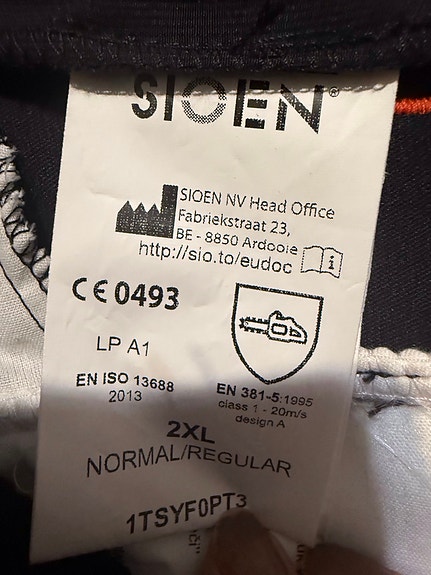 SIOEN®
SIOEN NV Head Office
Fabriekstraat 23,
BE - 8850 Ardooie
http://sio.to/eudoc
i
CE 0493
LP A1
EN ISO 13688
2013
EN 381-5:1995
class 1 - 20m/s
design A
2XL
NORMAL/REGULAR
1TSYF0PT3